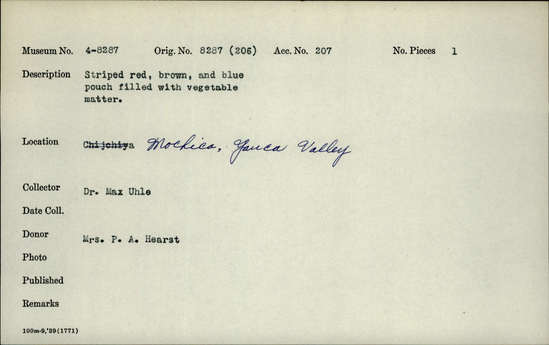 Museum No. 4-8287 Orig. No. 8287 (206) Acc. No. 207 No. Pieces 1
Description Striped red, brown, and blue
pouch filled with vegetable
matter.
Location Chijchiya Mochica, Yauca Valley
Collector Dr. Max Uhle
Date Coll.
Donor Mrs. P. A. Hearst
Photo
Published
Remarks
100m-9,'39(1771)